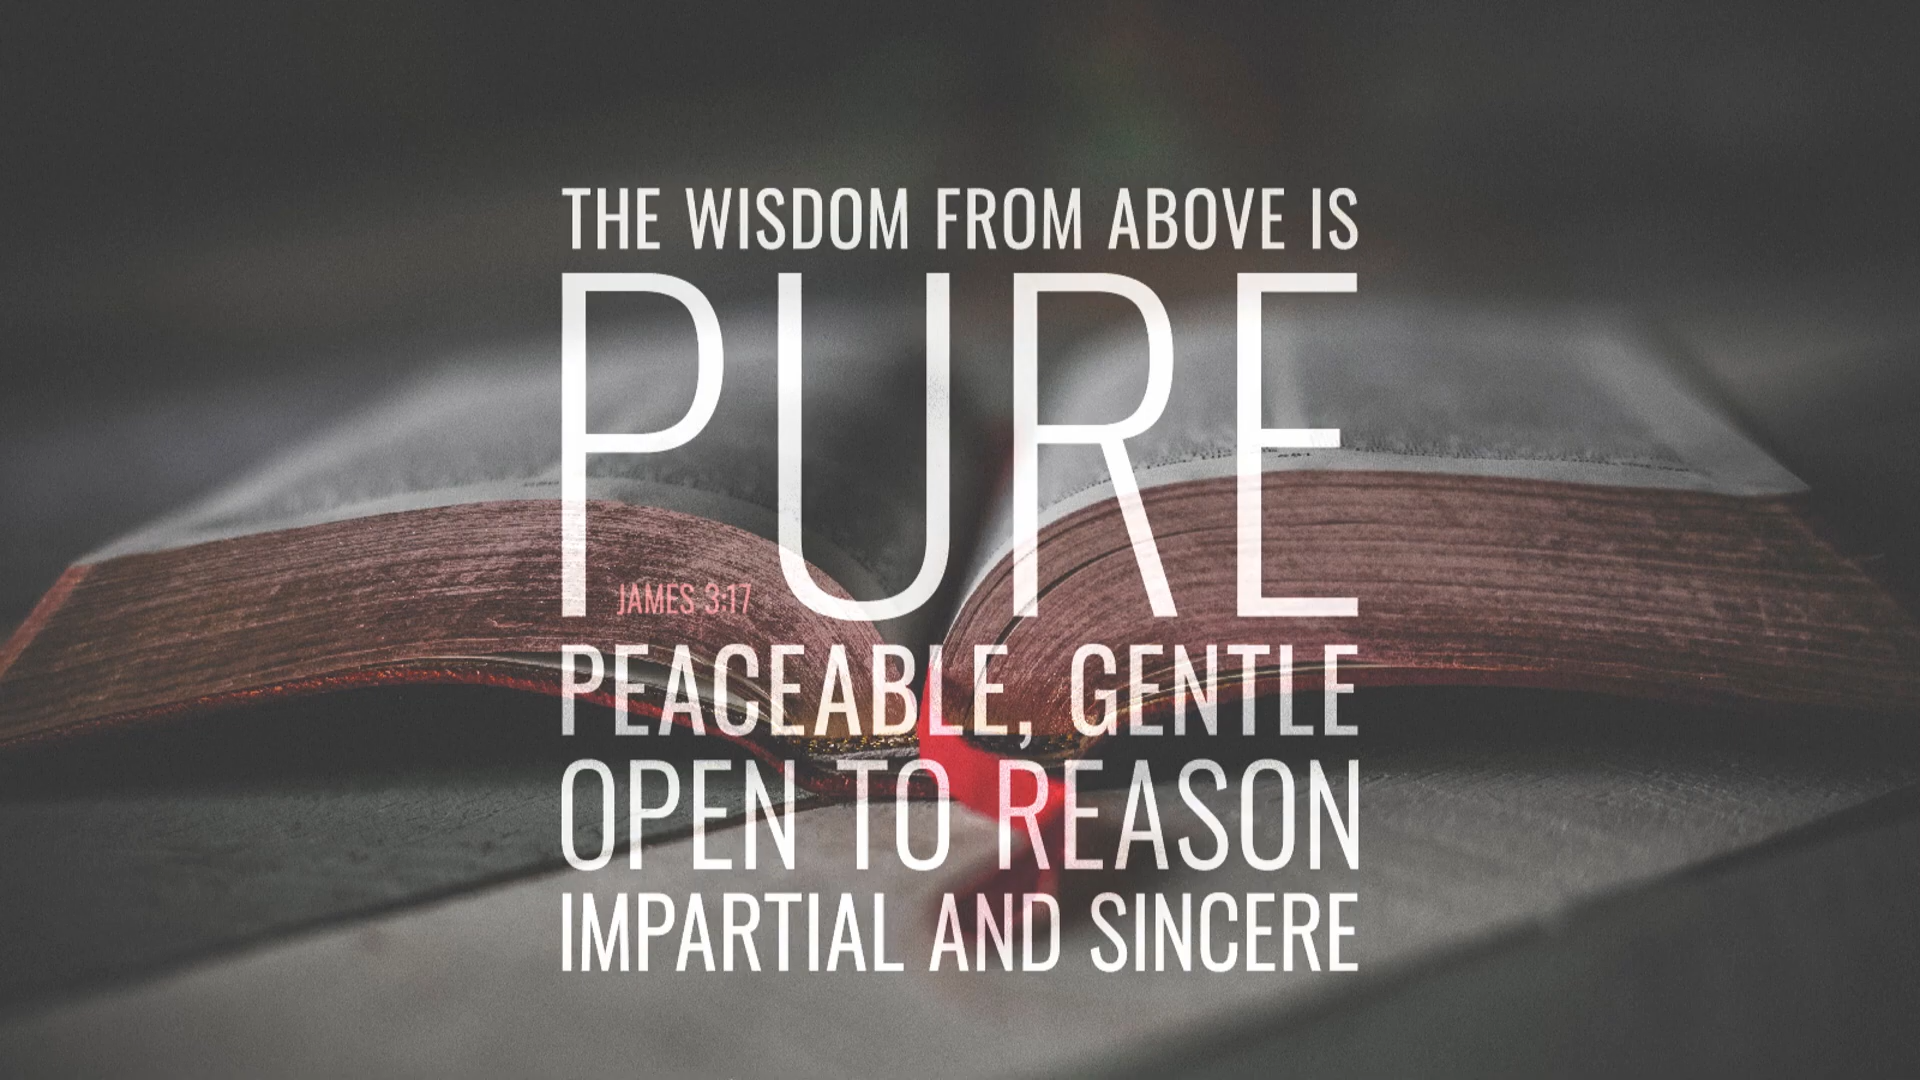 THE WISDOM FROM ABOVE IS
PURE
JAMES 3:17
PEACEABLE, GENTLE
OPEN TO REASON
IMPARTIAL AND SINCERE